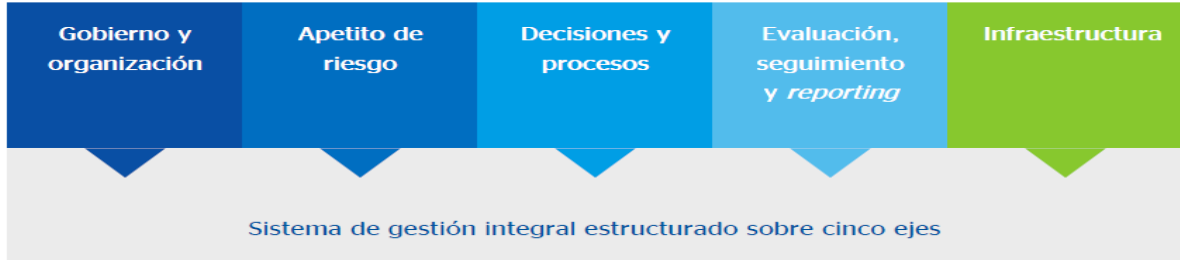 Gobierno y
organización
Apetito de
riesgo
Decisiones y
procesos
Evaluación,
seguimiento
y reporting
Infraestructura
Sistema de gestión integral estructurado sobre cinco ejes